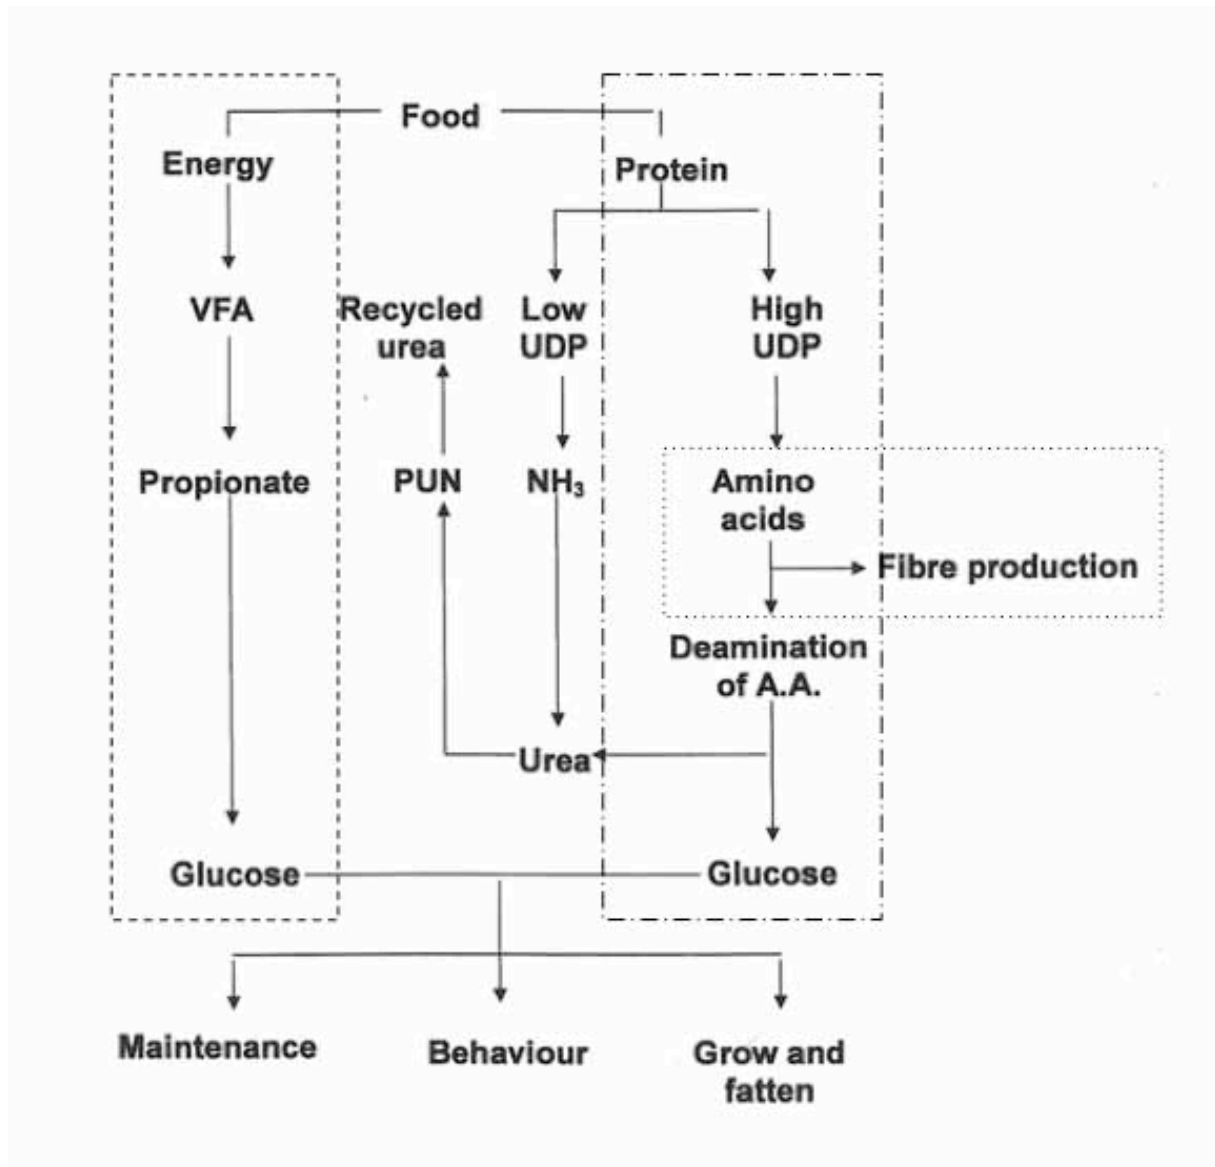 Food
Energy
Protein
VFA
Recycled
urea
Low
UDP
High
UDP
Propionate
PUN
NH₃
Amino
acids
Fibre production
Deamination
of A.A.
Urea
Glucose
Glucose
Maintenance
Behaviour
Grow and
fatten